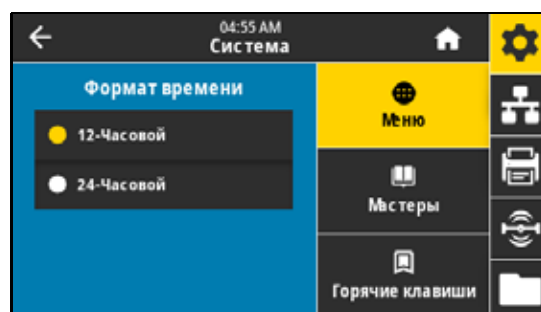 04:55 AM
Система
Формат времени
12-Часовой
24-Часовой
Меню
Мастеры
Горячие клавиши